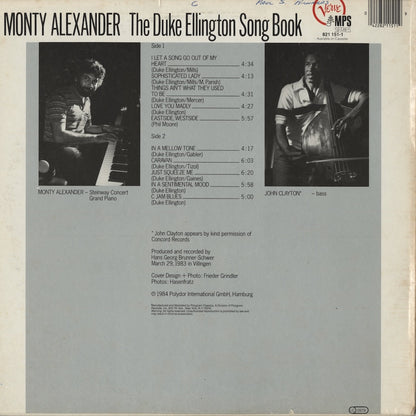 MONTY ALEXANDER The Duke Ellington Song Book
MPS
SERIES
821 151-1
Available on Cassette
Side 1
I LET A SONG GO OUT OF MY
HEART 4:34
(Duke Ellington/Mills)
SOPHISTICATED LADY 4:13
(Duke Ellington/Mills/M. Parish)
THINGS AIN'T WHAT THEY USED
TO BE 4:31
(Duke Ellington/Mercer)
LOVE YOU MADLY 4:27
(Duke Ellington)
EASTSIDE, WESTSIDE 5:57
(Phil Moore)
Side 2
IN A MELLOW TONE 4:17
(Duke Ellington/Gabler)
CARAVAN 6:03
(Duke Ellington/Tizol)
JUST SQUEEZE ME 6:20
(Duke Ellington/Gaines)
IN A SENTIMENTAL MOOD 5:58
(Duke Ellington)
C JAM BLUES 5:00
(Duke Ellington)
MONTY ALEXANDER – Steinway Concert
Grand Piano
JOHN CLAYTON* – bass
* John Clayton appears by kind permission of
Concord Records
Produced and recorded by
Hans Georg Brunner-Schwer
March 29, 1983 in Villingen
Cover Design + Photo: Frieder Grindler
Photos: Hasenfratz
℗ 1984 Polydor International GmbH, Hamburg